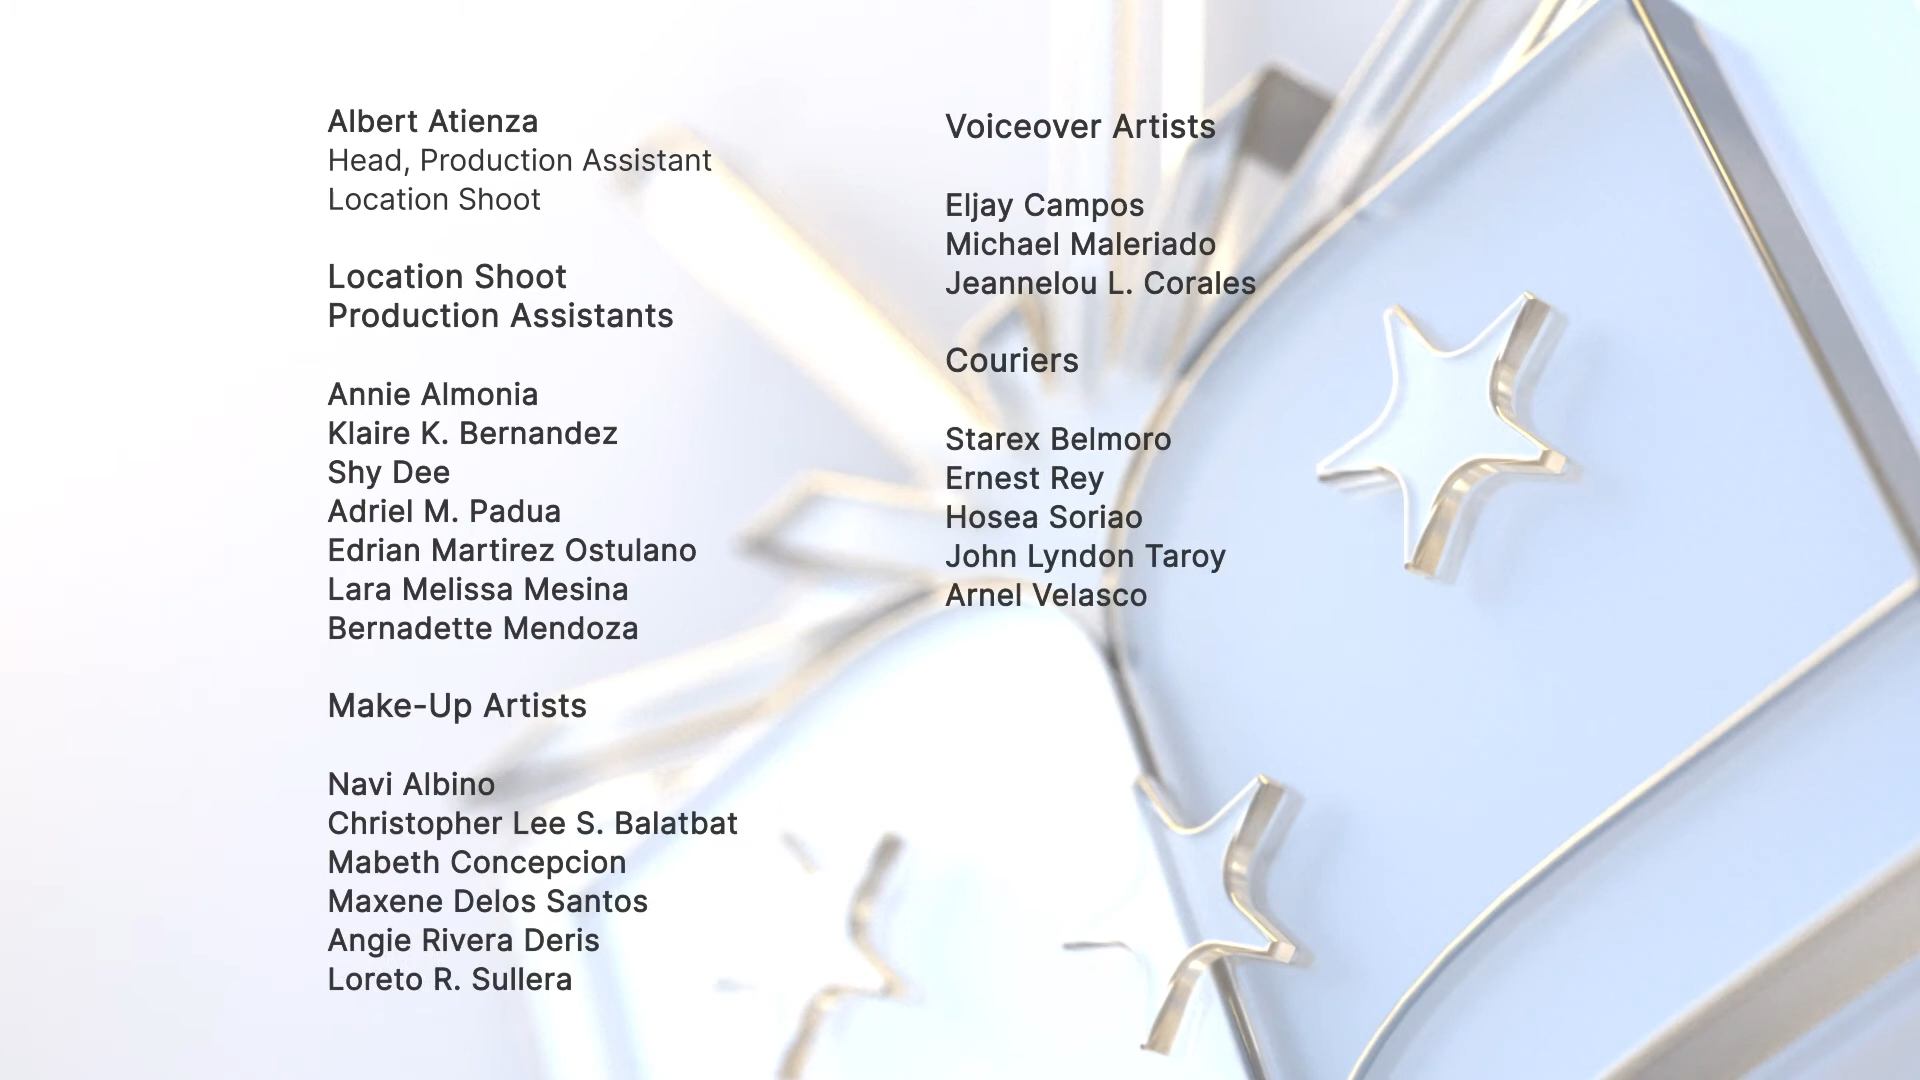 Albert Atienza
Head, Production Assistant
Location Shoot
Location Shoot
Production Assistants
Annie Almonia
Klaire K. Bernandez
Shy Dee
Adriel M. Padua
Edrian Martirez Ostulano
Lara Melissa Mesina
Bernadette Mendoza
Make-Up Artists
Navi Albino
Christopher Lee S. Balatbat
Mabeth Concepcion
Maxene Delos Santos
Angie Rivera Deris
Loreto R. Sullera
Voiceover Artists
Eljay Campos
Michael Maleriado
Jeannelou L. Corales
Couriers
Starex Belmoro
Ernest Rey
Hosea Soriao
John Lyndon Taroy
Arnel Velasco